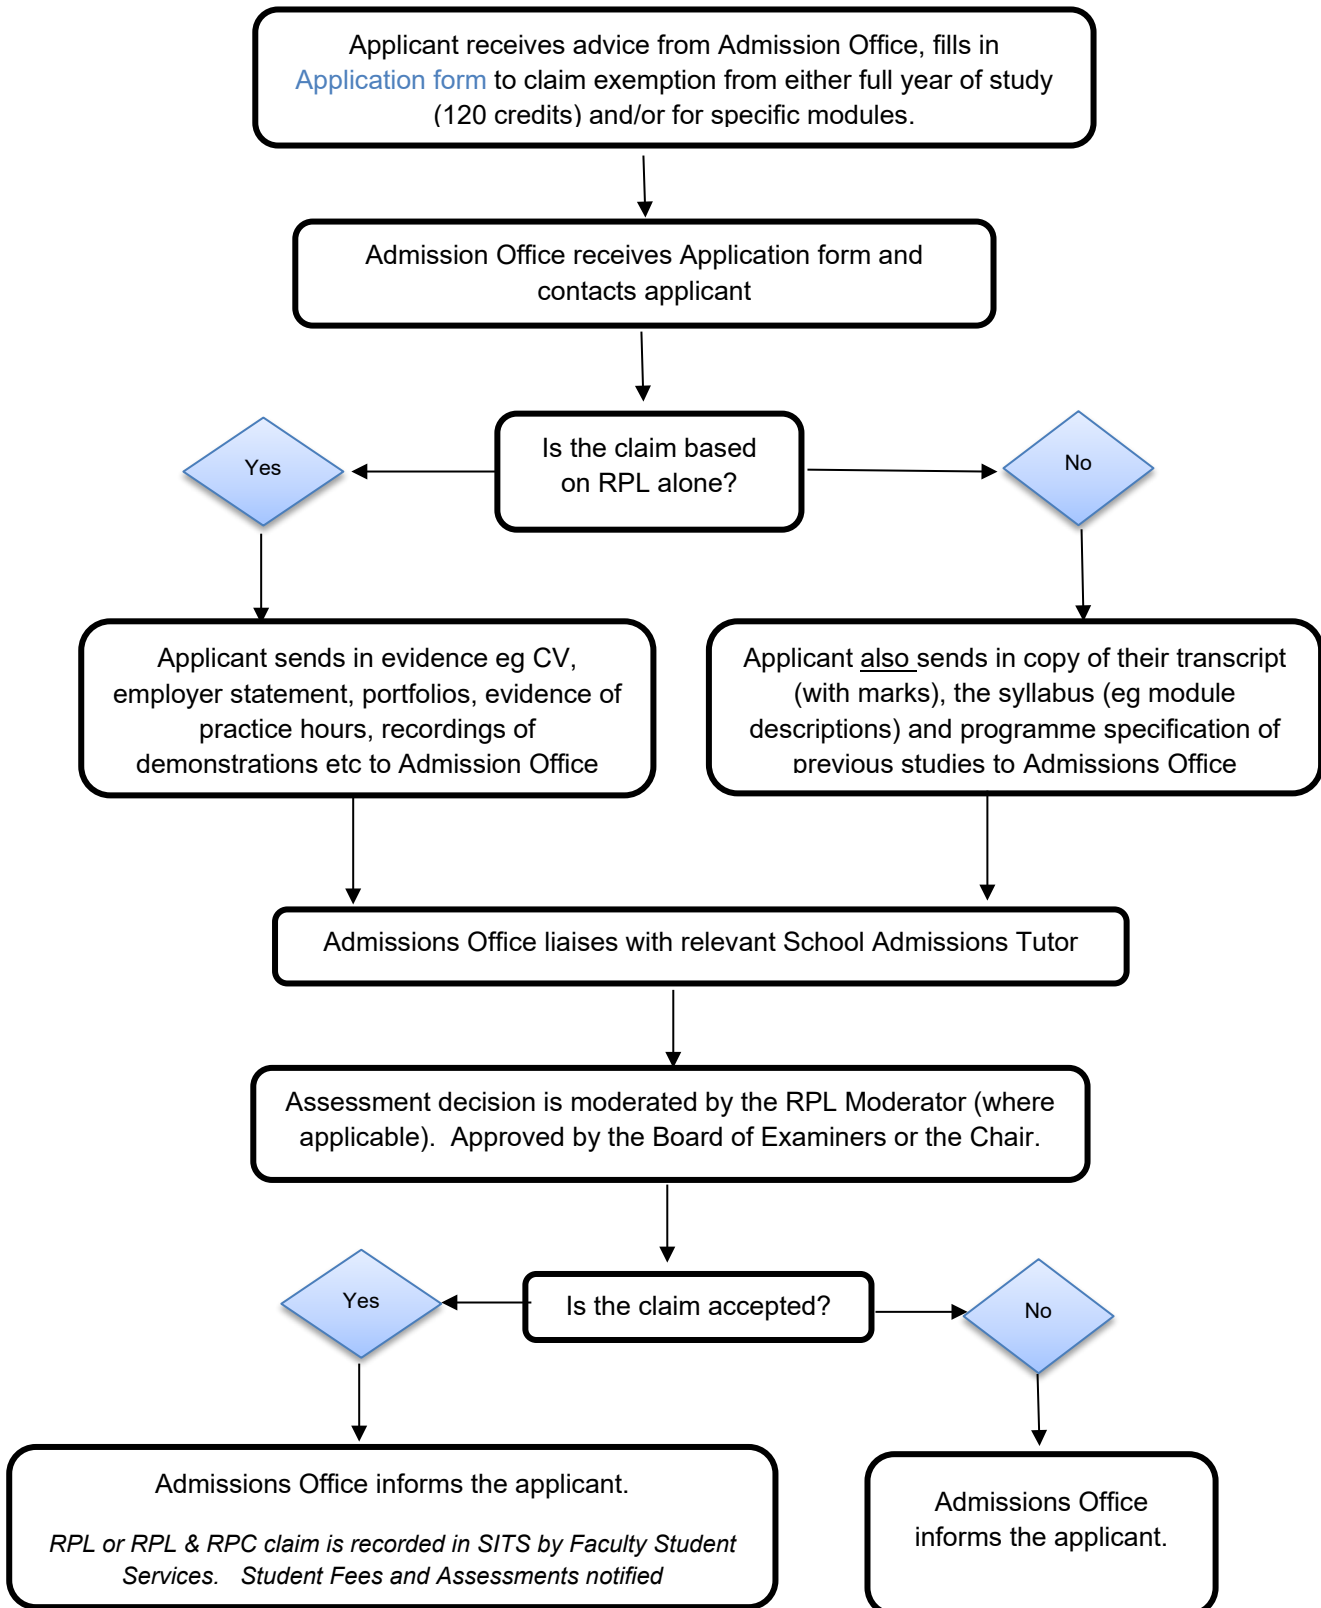 Applicant receives advice from Admission Office, fills in
Application form to claim exemption from either full year of study
(120 credits) and/or for specific modules.
Admission Office receives Application form and
contacts applicant
Is the claim based
on RPL alone?
Yes
No
Applicant sends in evidence eg CV,
employer statement, portfolios, evidence of
practice hours, recordings of
demonstrations etc to Admission Office
Applicant also sends in copy of their transcript
(with marks), the syllabus (eg module
descriptions) and programme specification of
previous studies to Admissions Office
Admissions Office liaises with relevant School Admissions Tutor
Assessment decision is moderated by the RPL Moderator (where
applicable).  Approved by the Board of Examiners or the Chair.
Is the claim accepted?
Yes
No
Admissions Office informs the applicant.
RPL or RPL & RPC claim is recorded in SITS by Faculty Student
Services.   Student Fees and Assessments notified
Admissions Office
informs the applicant.